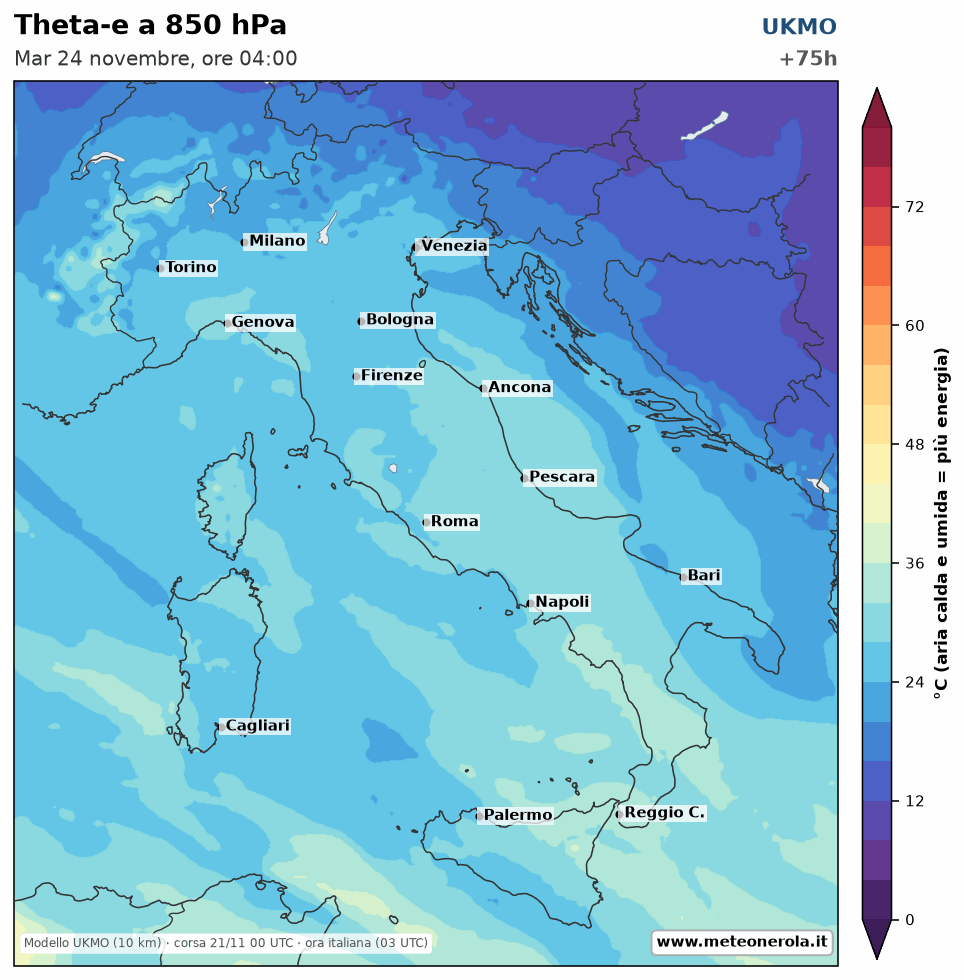 Theta-e a 850 hPa
UKMO
Mar 24 novembre, ore 04:00
+75h
Milano
Venezia
Torino
Genova
Bologna
Firenze
Ancona
Pescara
Roma
Bari
Napoli
Cagliari
Palermo
Reggio C.
Modello UKMO (10 km) · corsa 21/11 00 UTC · ora italiana (03 UTC)
www.meteonerola.it
72
60
48
36
24
12
0
°C (aria calda e umida = più energia)